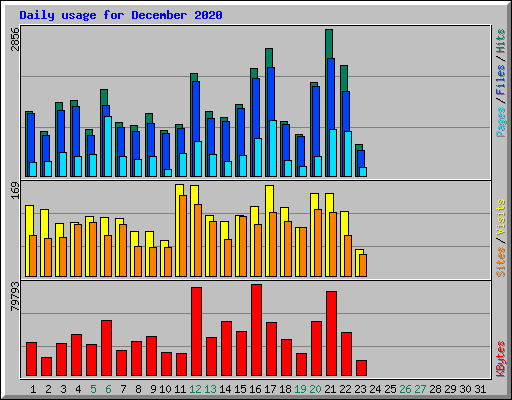 Daily usage for December 2020
2856
Pages / Files / Hits
169
Sites / Visits
79793
KBytes
1 2 3 4 5 6 7 8 9 10 11 12 13 14 15 16 17 18 19 20 21 22 23 24 25 26 27 28 29 30 31